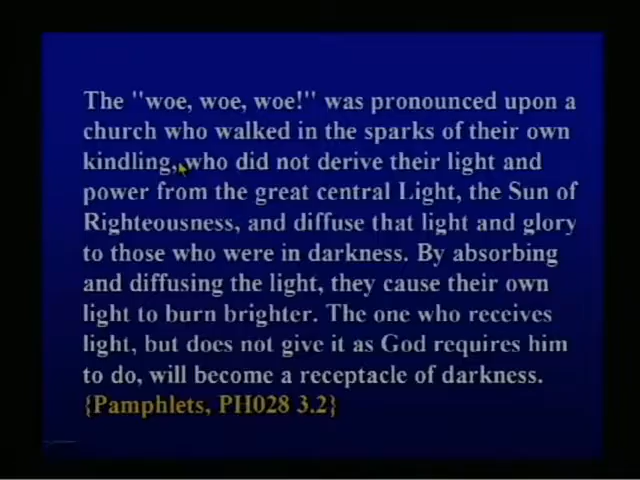 The "woe, woe, woe!" was pronounced upon a
church who walked in the sparks of their own
kindling, who did not derive their light and
power from the great central Light, the Sun of
Righteousness, and diffuse that light and glory
to those who were in darkness. By absorbing
and diffusing the light, they cause their own
light to burn brighter. The one who receives
light, but does not give it as God requires him
to do, will become a receptacle of darkness.
{Pamphlets, PH028 3.2}